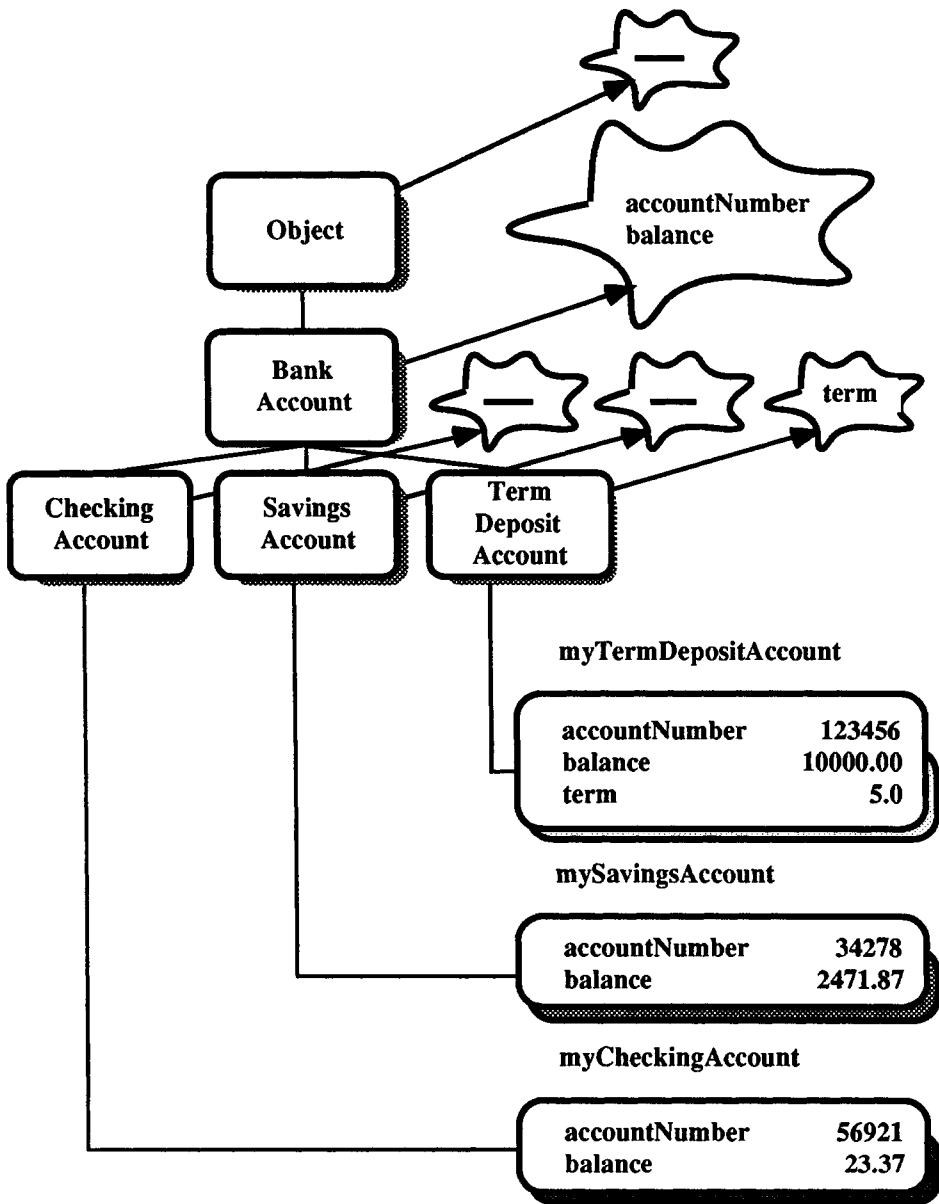 Object
accountNumber
balance
Bank
Account
term
Checking
Account
Savings
Account
Term
Deposit
Account
myTermDepositAccount
accountNumber 123456
balance 10000.00
term 5.0
mySavingsAccount
accountNumber 34278
balance 2471.87
myCheckingAccount
accountNumber 56921
balance 23.37